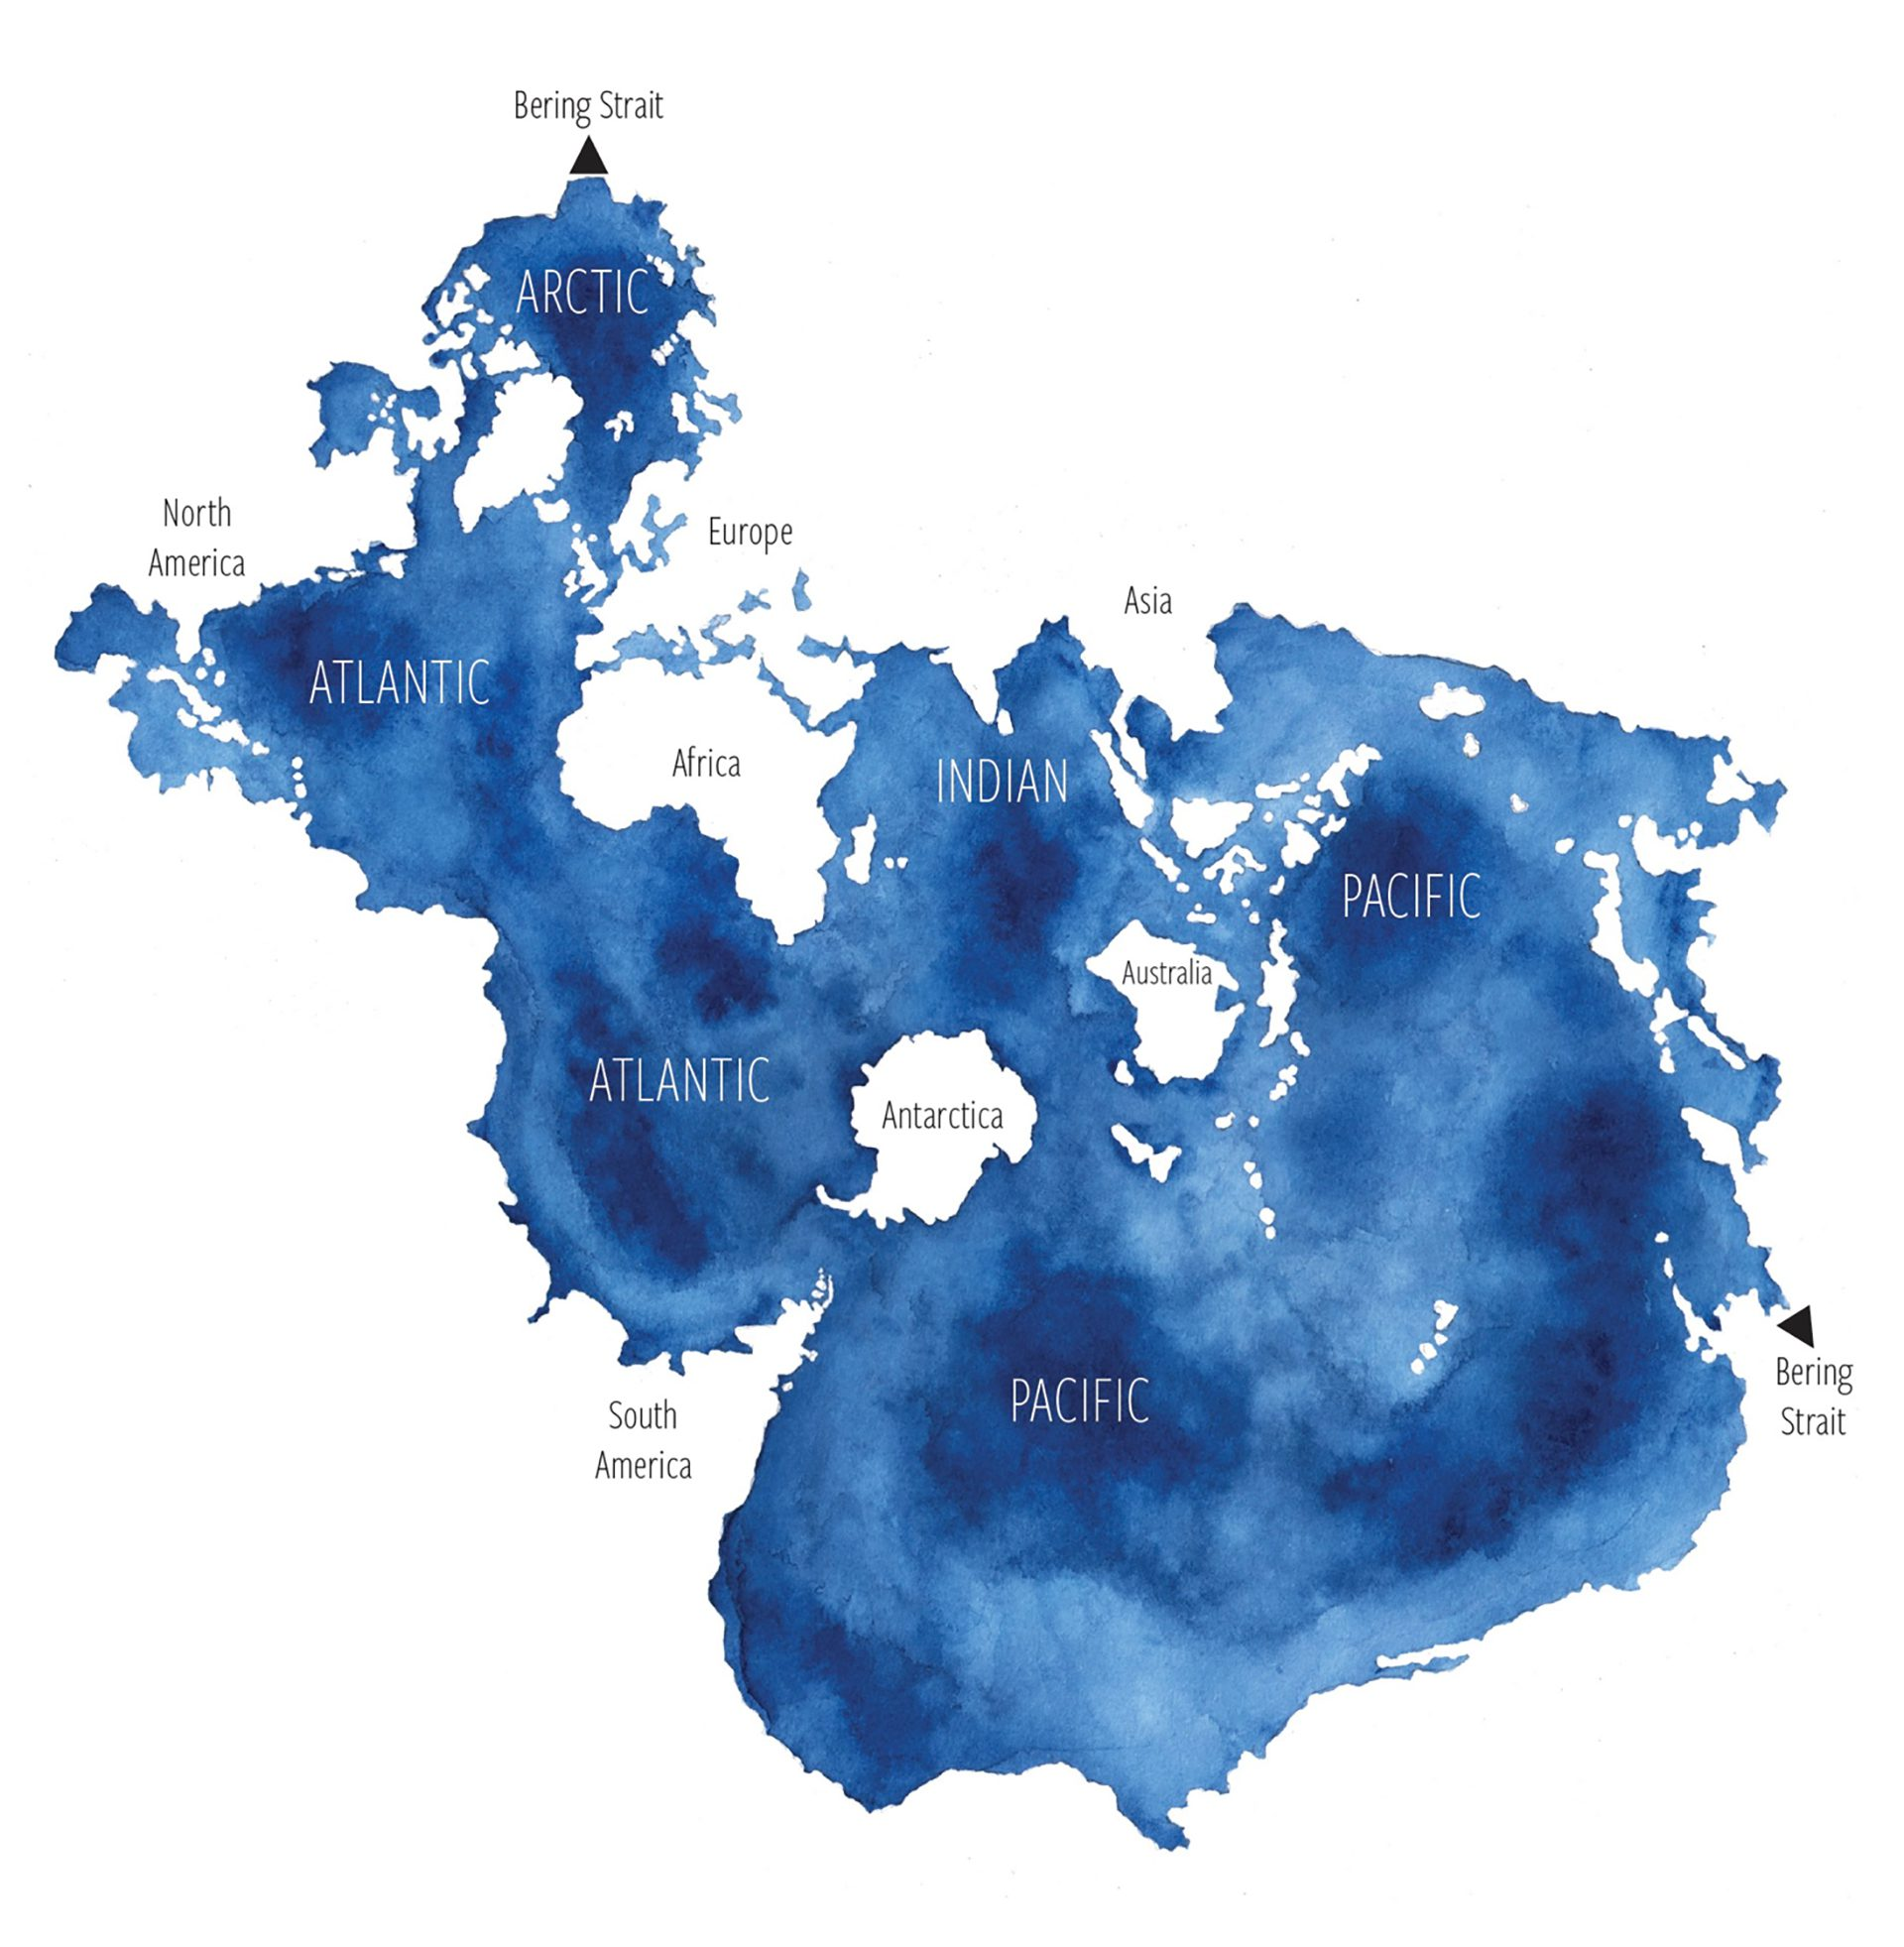 Bering Strait
ARCTIC
North
America
Europe
Asia
ATLANTIC
Africa
INDIAN
PACIFIC
Australia
ATLANTIC
Antarctica
Bering
Strait
PACIFIC
South
America